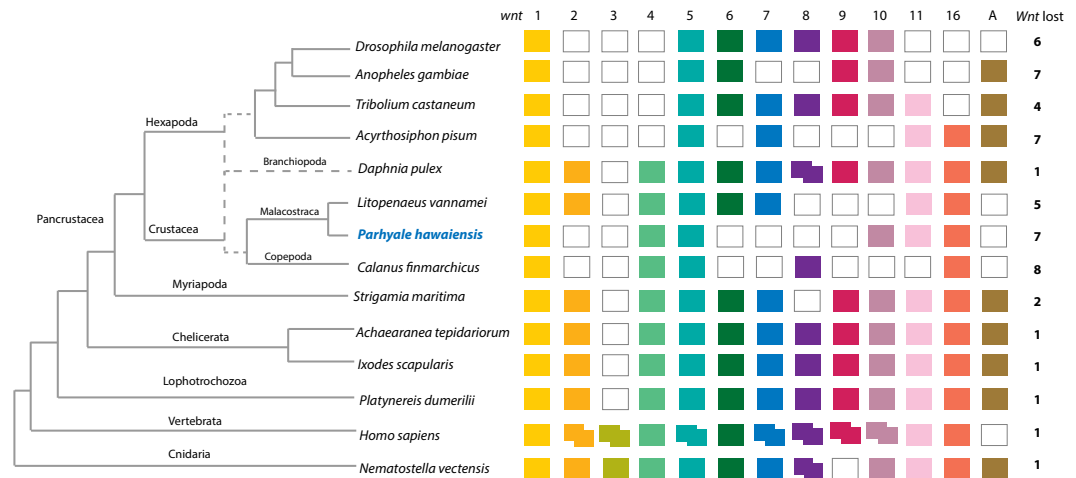 wnt 1 2 3 4 5 6 7 8 9 10 11 16 A Wnt lost
Drosophila melanogaster 6
Anopheles gambiae 7
Tribolium castaneum 4
Hexapoda
Acyrthosiphon pisum 7
Branchiopoda
Daphnia pulex 1
Litopenaeus vannamei 5
Malacostraca
Pancrustacea
Crustacea
Parhyale hawaiensis 7
Copepoda
Calanus finmarchicus 8
Myriapoda
Strigamia maritima 2
Chelicerata
Achaearanea tepidariorum 1
Ixodes scapularis 1
Lophotrochozoa
Platynereis dumerilii 1
Vertebrata
Homo sapiens 1
Cnidaria
Nematostella vectensis 1